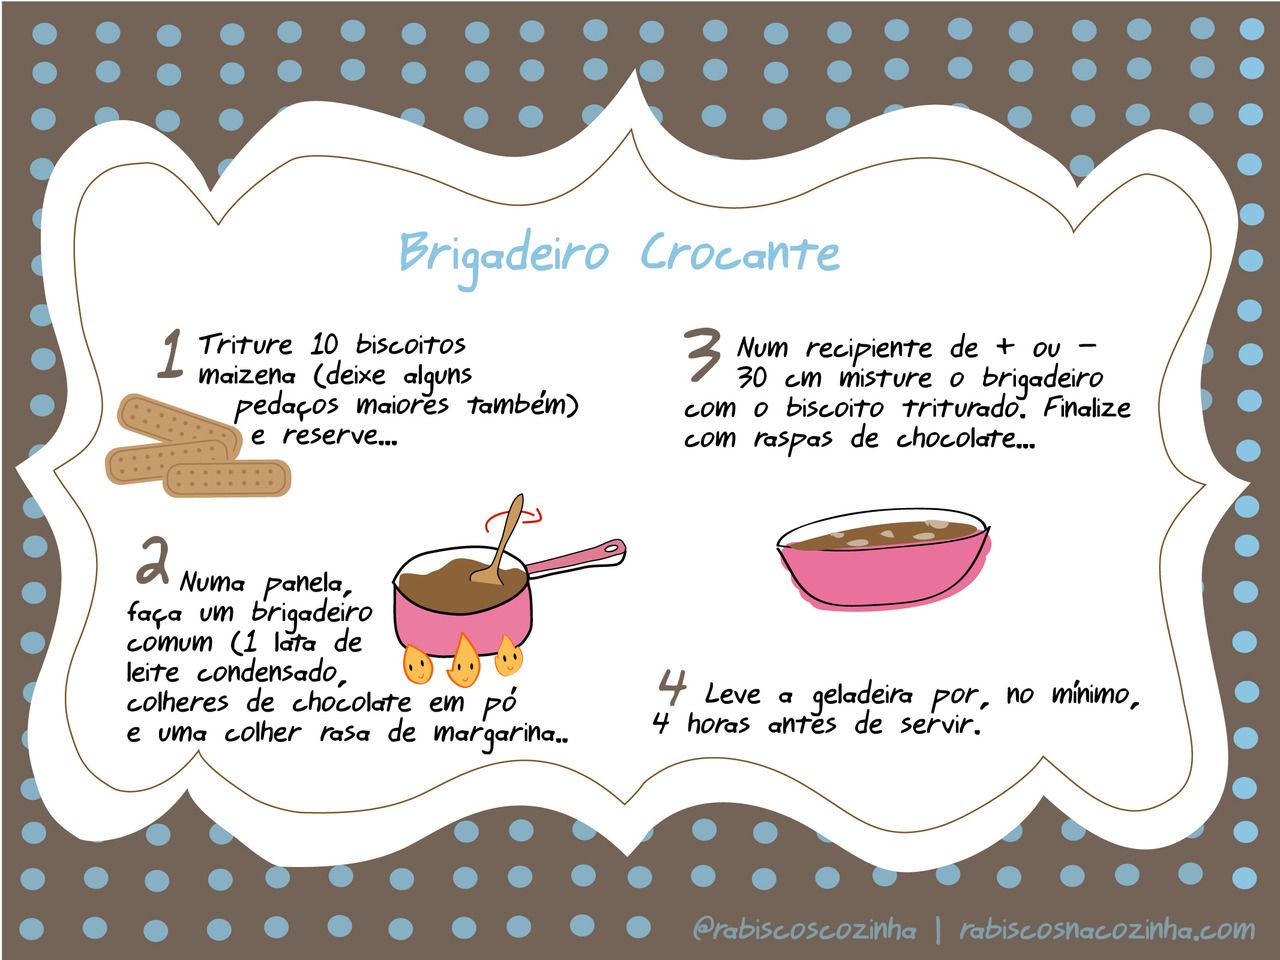 Brigadeiro Crocante
1 Triture 10 biscoitos
maizena (deixe alguns
pedaços maiores também)
e reserve...
2 Numa panela,
faça um brigadeiro
comum (1 lata de
leite condensado,
colheres de chocolate em pó
e uma colher rasa de margarina..
3 Num recipiente de + ou -
30 cm misture o brigadeiro
com o biscoito triturado. Finalize
com raspas de chocolate...
4 Leve a geladeira por, no mínimo,
4 horas antes de servir.
@rabiscoscozinha | rabiscosnacozinha.com